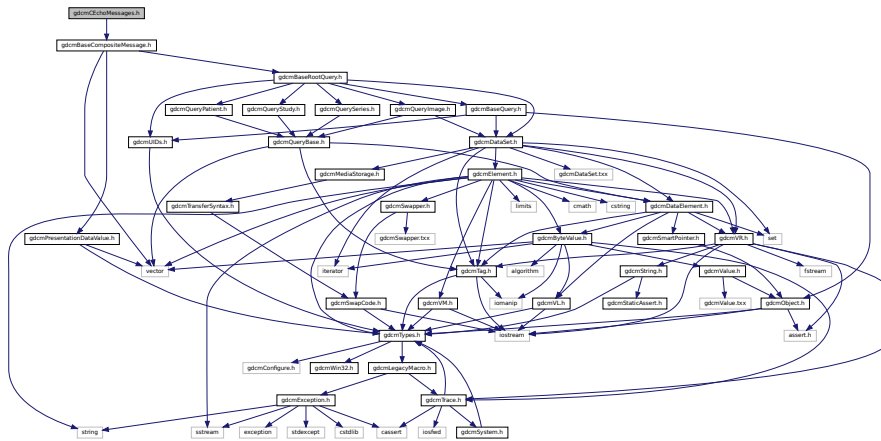 gdcmCEchoMessages.h
gdcmBaseCompositeMessage.h
gdcmBaseRootQuery.h
gdcmQueryPatient.h gdcmQueryStudy.h gdcmQuerySeries.h gdcmQueryImage.h gdcmBaseQuery.h
gdcmUIDs.h gdcmQueryBase.h gdcmDataSet.h
gdcmMediaStorage.h gdcmElement.h gdcmDataSet.txx
gdcmTransferSyntax.h gdcmSwapper.h limits cmath cstring gdcmDataElement.h
gdcmPresentationDataValue.h gdcmSwapper.txx gdcmByteValue.h gdcmSmartPointer.h gdcmVR.h set
vector iterator gdcmTag.h algorithm gdcmString.h gdcmValue.h fstream
gdcmSwapCode.h gdcmVM.h iomanip gdcmVL.h gdcmStaticAssert.h gdcmValue.txx gdcmObject.h
gdcmTypes.h iostream assert.h
gdcmConfigure.h gdcmWin32.h gdcmLegacyMacro.h
gdcmException.h gdcmTrace.h
string sstream exception stdexcept cstdlib cassert iosfwd gdcmSystem.h